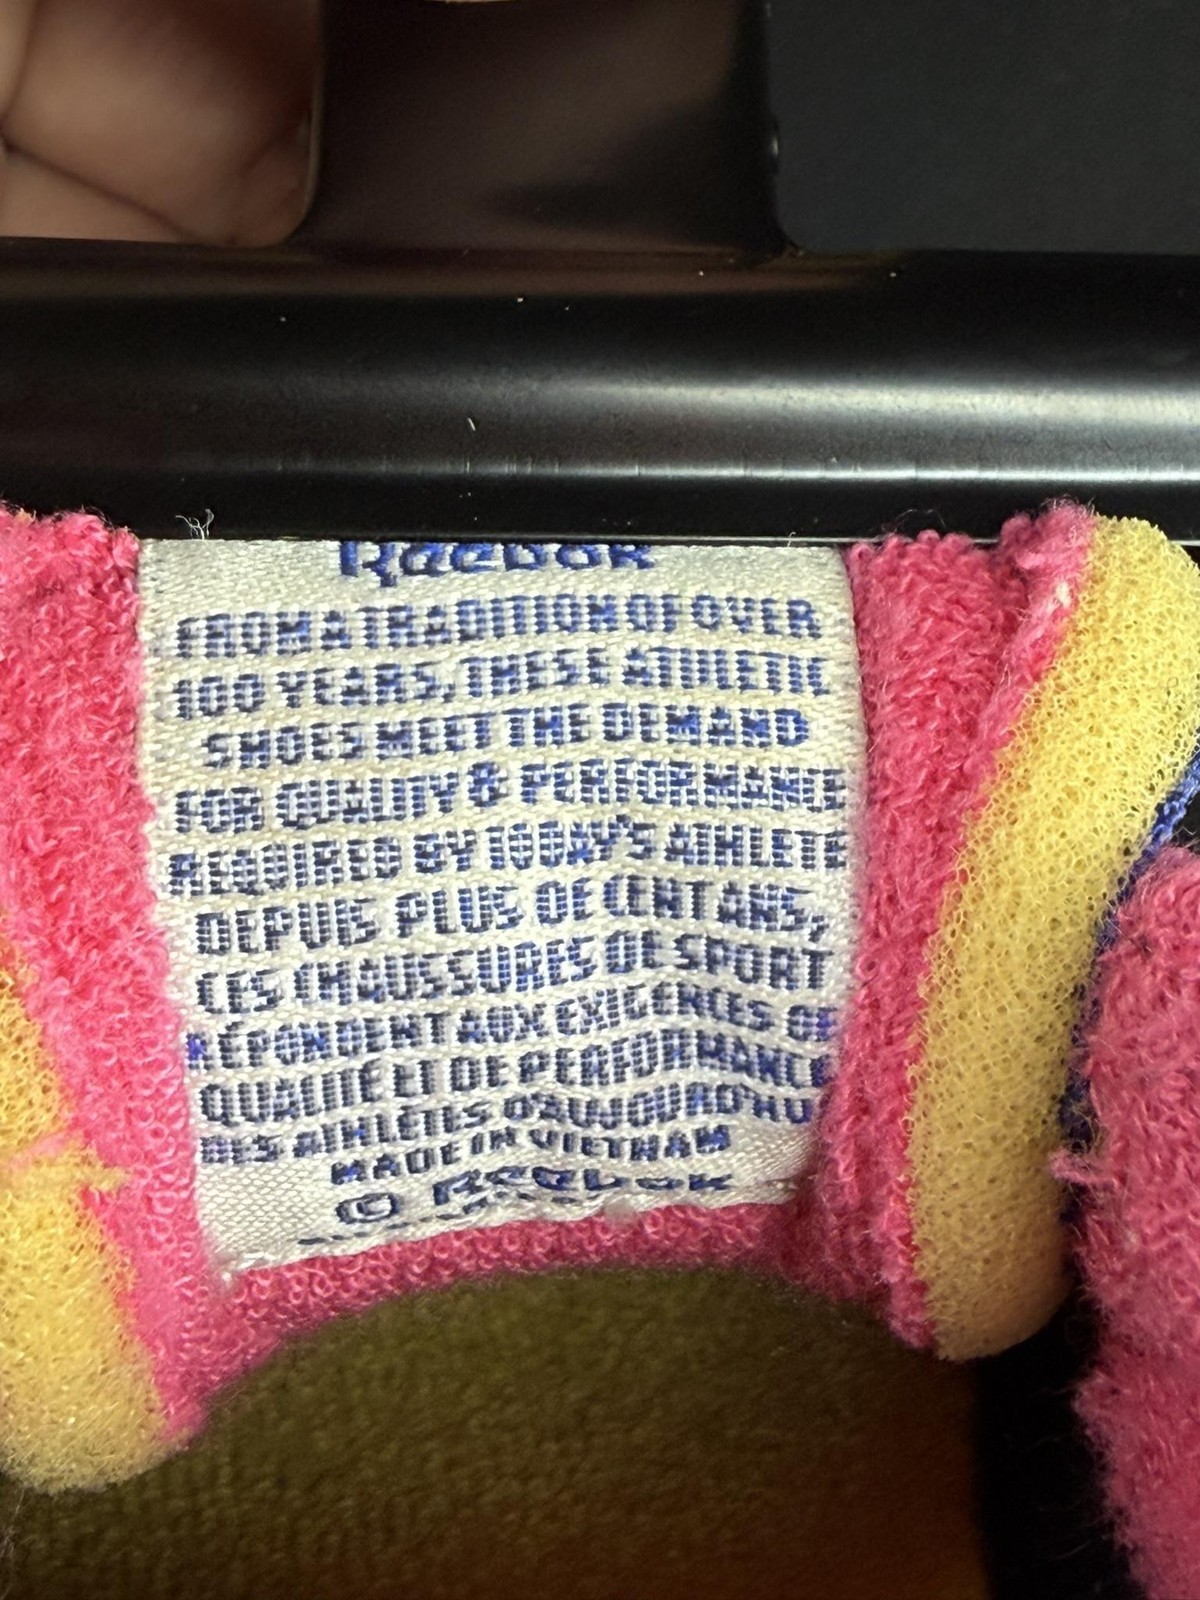 Reebok
FROM A TRADITION OF OVER
100 YEARS, THESE ATHLETIC
SHOES MEET THE DEMAND
FOR QUALITY & PERFORMANCE
REQUIRED BY TODAY'S ATHLETE
DEPUIS PLUS DE CENT ANS,
LES CHAUSSURES DE SPORT
RÉPONDENT AUX EXIGENCES DE
QUALITÉ ET DE PERFORMANCE
DES ATHLÈTES D'AUJOURD'HUI
MADE IN VIETNAM
© Reebok